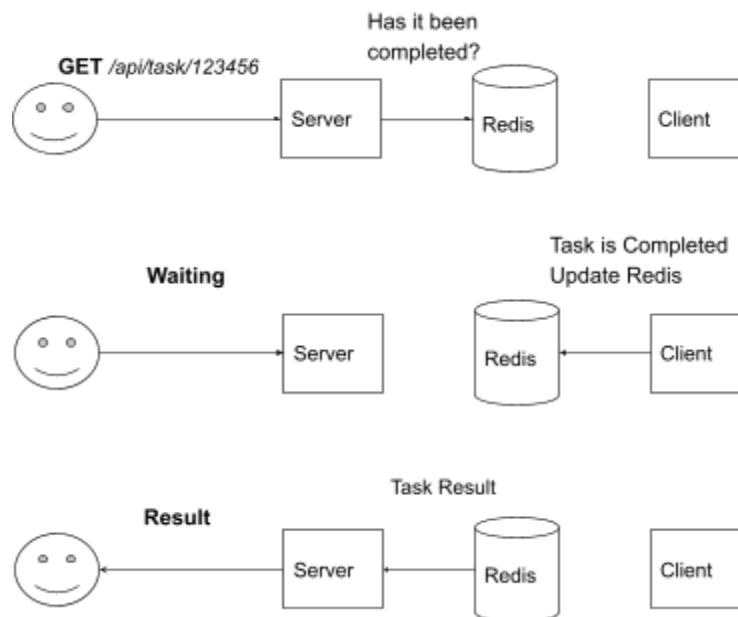 Has it been
completed?
GET /api/task/123456
Server
Redis
Client
Task is Completed
Update Redis
Waiting
Server
Redis
Client
Task Result
Result
Server
Redis
Client